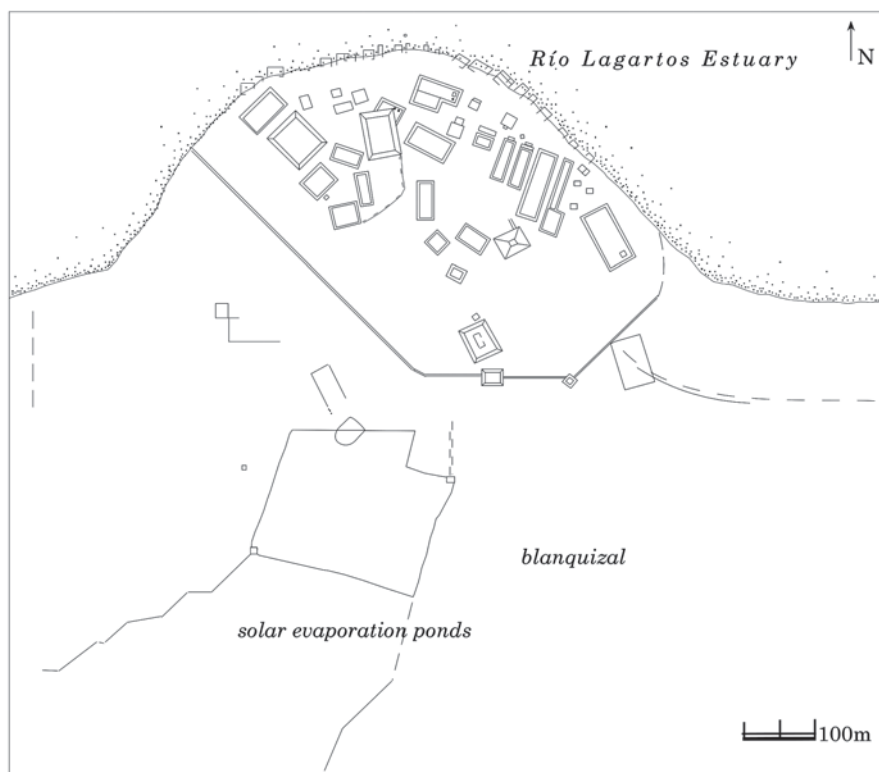 Río Lagartos Estuary
N
blanquizal
solar evaporation ponds
100m